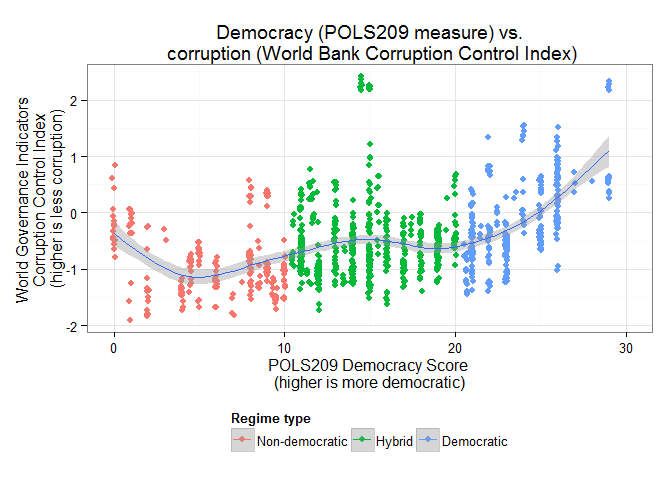 Democracy (POLS209 measure) vs.
corruption (World Bank Corruption Control Index)
World Governance Indicators
Corruption Control Index
(higher is less corruption)
2
1
0
-1
-2
0
10
20
30
POLS209 Democracy Score
(higher is more democratic)
Regime type
Non-democratic
Hybrid
Democratic